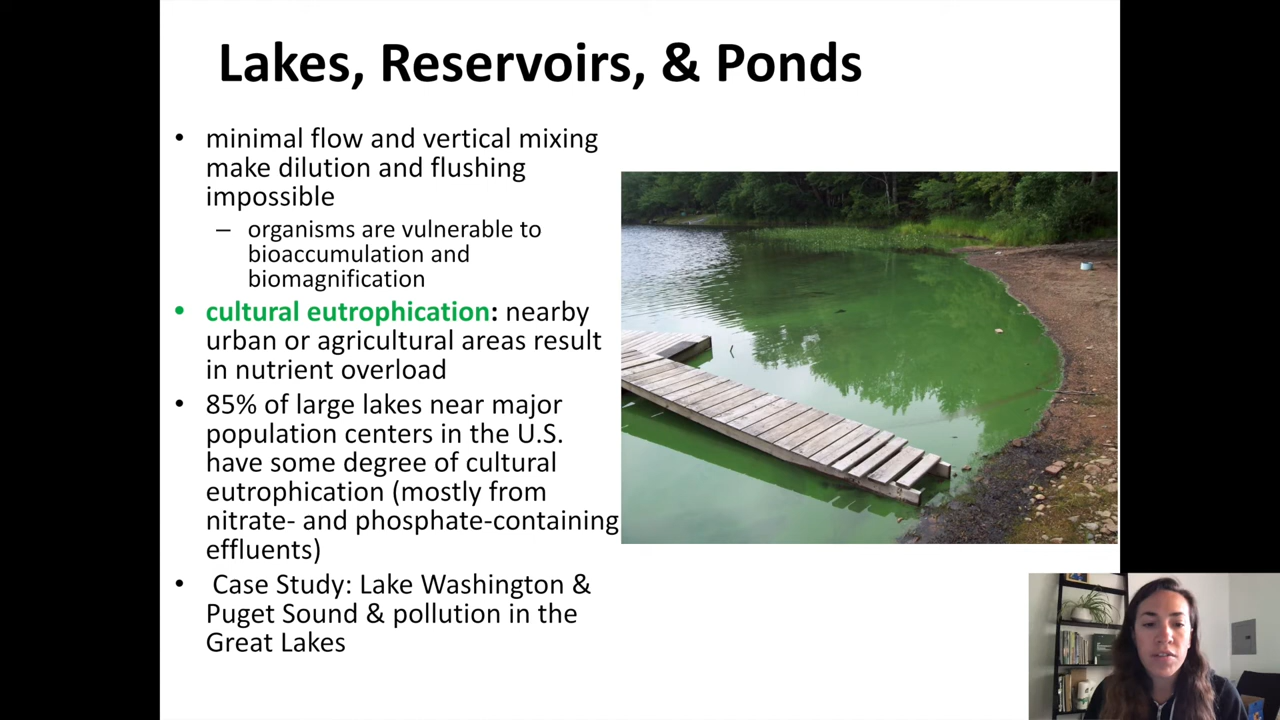 Lakes, Reservoirs, & Ponds
• minimal flow and vertical mixing
make dilution and flushing
impossible
– organisms are vulnerable to
bioaccumulation and
biomagnification
• cultural eutrophication: nearby
urban or agricultural areas result
in nutrient overload
• 85% of large lakes near major
population centers in the U.S.
have some degree of cultural
eutrophication (mostly from
nitrate- and phosphate-containing
effluents)
• Case Study: Lake Washington &
Puget Sound & pollution in the
Great Lakes